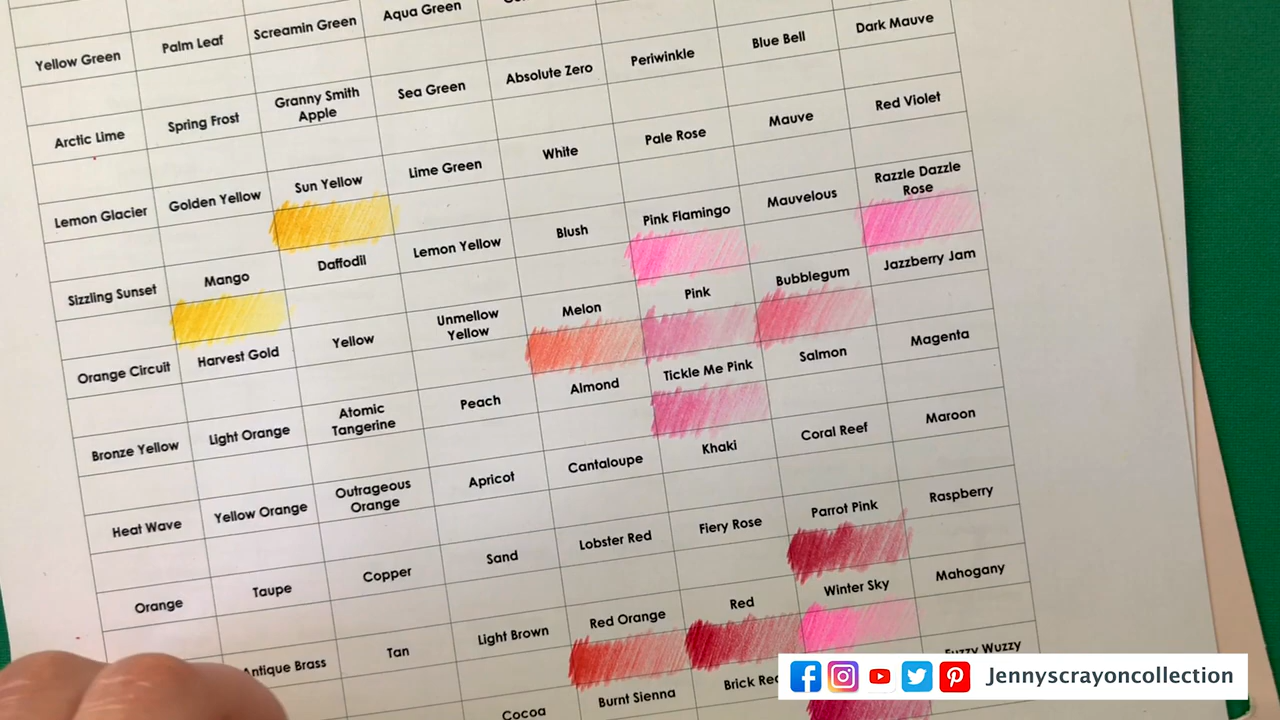 Yellow Green
Palm Leaf
Screamin Green
Aqua Green
Arctic Lime
Spring Frost
Granny Smith
Apple
Sea Green
Absolute Zero
Periwinkle
Blue Bell
Dark Mauve
Lemon Glacier
Golden Yellow
Sun Yellow
Lime Green
White
Pale Rose
Mauve
Red Violet
Sizzling Sunset
Mango
Daffodil
Lemon Yellow
Blush
Pink Flamingo
Mauvelous
Razzle Dazzle
Rose
Orange Circuit
Harvest Gold
Yellow
Unmellow
Yellow
Melon
Pink
Bubblegum
Jazzberry Jam
Bronze Yellow
Light Orange
Atomic
Tangerine
Peach
Almond
Tickle Me Pink
Salmon
Magenta
Heat Wave
Yellow Orange
Outrageous
Orange
Apricot
Cantaloupe
Khaki
Coral Reef
Maroon
Orange
Taupe
Copper
Sand
Lobster Red
Fiery Rose
Parrot Pink
Raspberry
Antique Brass
Tan
Light Brown
Red Orange
Red
Winter Sky
Mahogany
Cocoa
Burnt Sienna
Brick Red
Fuzzy Wuzzy
Jennyscrayoncollection